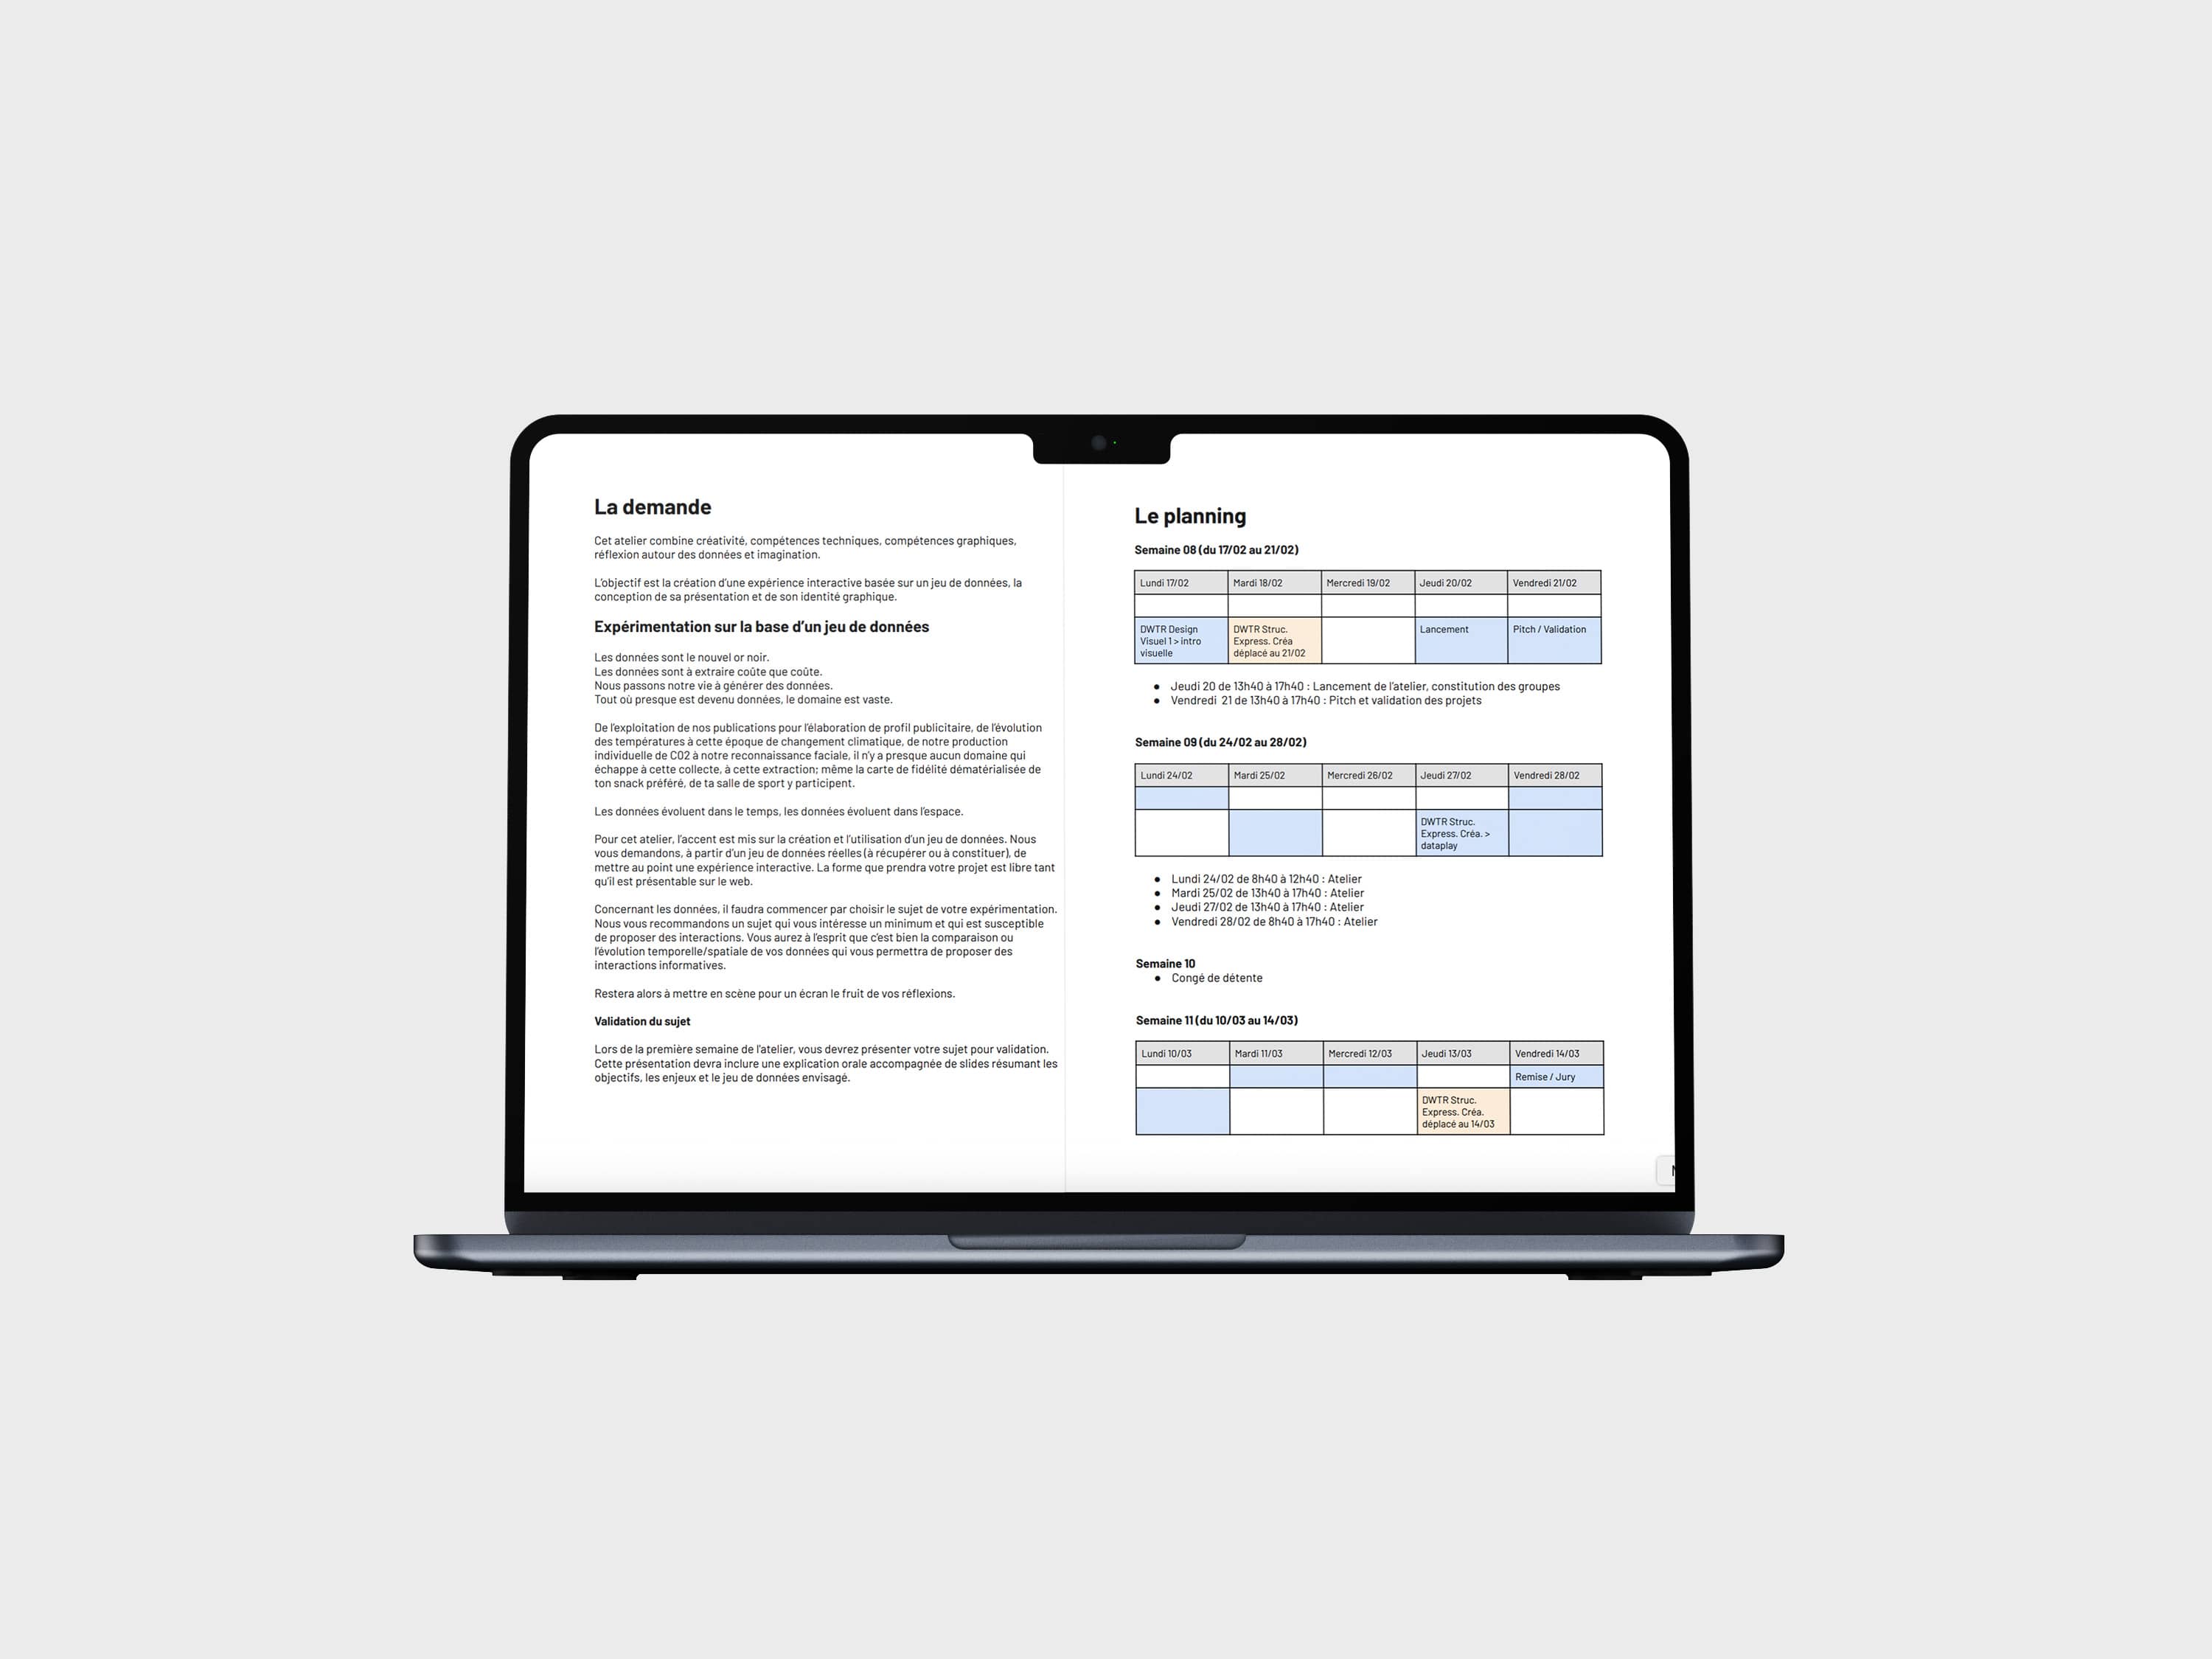 La demande
Cet atelier combine créativité, compétences techniques, compétences graphiques,
réflexion autour des données et imagination.
L'objectif est la création d'une expérience interactive basée sur un jeu de données, la
conception de sa présentation et de son identité graphique.
Expérimentation sur la base d'un jeu de données
Les données sont le nouvel or noir.
Les données sont à extraire coûte que coûte.
Nous passons notre vie à générer des données.
Tout où presque est devenu données, le domaine est vaste.
De l'exploitation de nos publications pour l'élaboration de profil publicitaire, de l'évolution
des températures à cette époque de changement climatique, de notre production
individuelle de CO2 à notre reconnaissance faciale, il n'y a presque aucun domaine qui
échappe à cette collecte, à cette extraction; même la carte de fidélité dématérialisée de
ton snack préféré, de ta salle de sport y participent.
Les données évoluent dans le temps, les données évoluent dans l'espace.
Pour cet atelier, l'accent est mis sur la création et l'utilisation d'un jeu de données. Nous
vous demandons, à partir d'un jeu de données réelles (à récupérer ou à constituer), de
mettre au point une expérience interactive. La forme que prendra votre projet est libre tant
qu'il est présentable sur le web.
Concernant les données, il faudra commencer par choisir le sujet de votre expérimentation.
Nous vous recommandons un sujet qui vous intéresse un minimum et qui est susceptible
de proposer des interactions. Vous aurez à l'esprit que c'est bien la comparaison ou
l'évolution temporelle/spatiale de vos données qui vous permettra de proposer des
interactions informatives.
Restera alors à mettre en scène pour un écran le fruit de vos réflexions.
Validation du sujet
Lors de la première semaine de l'atelier, vous devrez présenter votre sujet pour validation.
Cette présentation devra inclure une explication orale accompagnée de slides résumant les
objectifs, les enjeux et le jeu de données envisagé.
Le planning
Semaine 08 (du 17/02 au 21/02)
Lundi 17/02 Mardi 18/02 Mercredi 19/02 Jeudi 20/02 Vendredi 21/02
DWTR Design DWTR Struc. Lancement Pitch / Validation
Visuel 1 > intro Express. Créa
visuelle déplacé au 21/02
● Jeudi 20 de 13h40 à 17h40 : Lancement de l'atelier, constitution des groupes
● Vendredi 21 de 13h40 à 17h40 : Pitch et validation des projets
Semaine 09 (du 24/02 au 28/02)
Lundi 24/02 Mardi 25/02 Mercredi 26/02 Jeudi 27/02 Vendredi 28/02
DWTR Struc.
Express. Créa. >
dataplay
● Lundi 24/02 de 8h40 à 12h40 : Atelier
● Mardi 25/02 de 13h40 à 17h40 : Atelier
● Jeudi 27/02 de 13h40 à 17h40 : Atelier
● Vendredi 28/02 de 8h40 à 17h40 : Atelier
Semaine 10
● Congé de détente
Semaine 11 (du 10/03 au 14/03)
Lundi 10/03 Mardi 11/03 Mercredi 12/03 Jeudi 13/03 Vendredi 14/03
Remise / Jury
DWTR Struc.
Express. Créa.
déplacé au 14/03